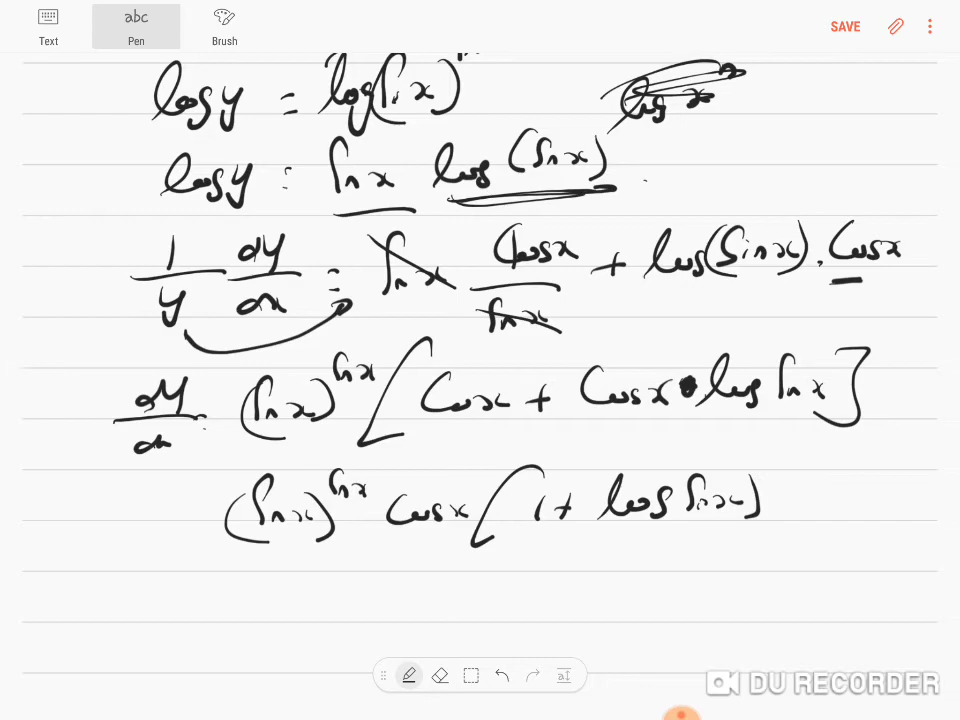 Text
abc
Pen
Brush
SAVE
log y = log(sin x)
log y = sin x log (sin x)
1/y dy/dx = sin x cos x/sin x + log(sin x) . cos x
dy/dx = (sin x)^sin x [ cos x + cos x . log sin x ]
(sin x)^sin x cos x [ 1 + log sin x ]
DU RECORDER